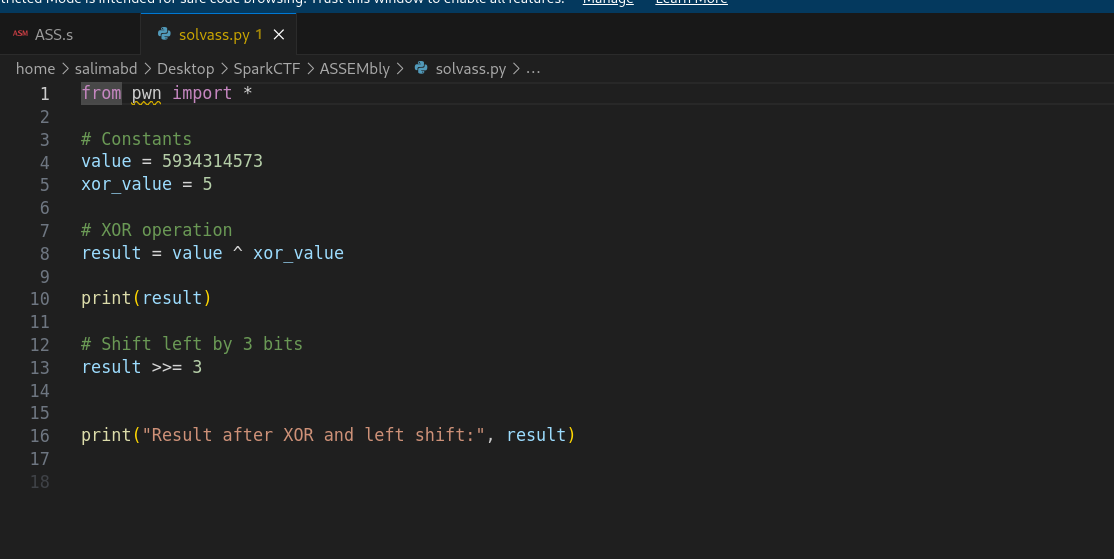 tricted Mode is intended for safe code browsing. Trust this window to enable all features. Manage Learn More
ASM ASS.s solvass.py 1
home > salimabd > Desktop > SparkCTF > ASSEMbly > solvass.py > ...
1 from pwn import *
2
3 # Constants
4 value = 5934314573
5 xor_value = 5
6
7 # XOR operation
8 result = value ^ xor_value
9
10 print(result)
11
12 # Shift left by 3 bits
13 result >>= 3
14
15
16 print("Result after XOR and left shift:", result)
17
18